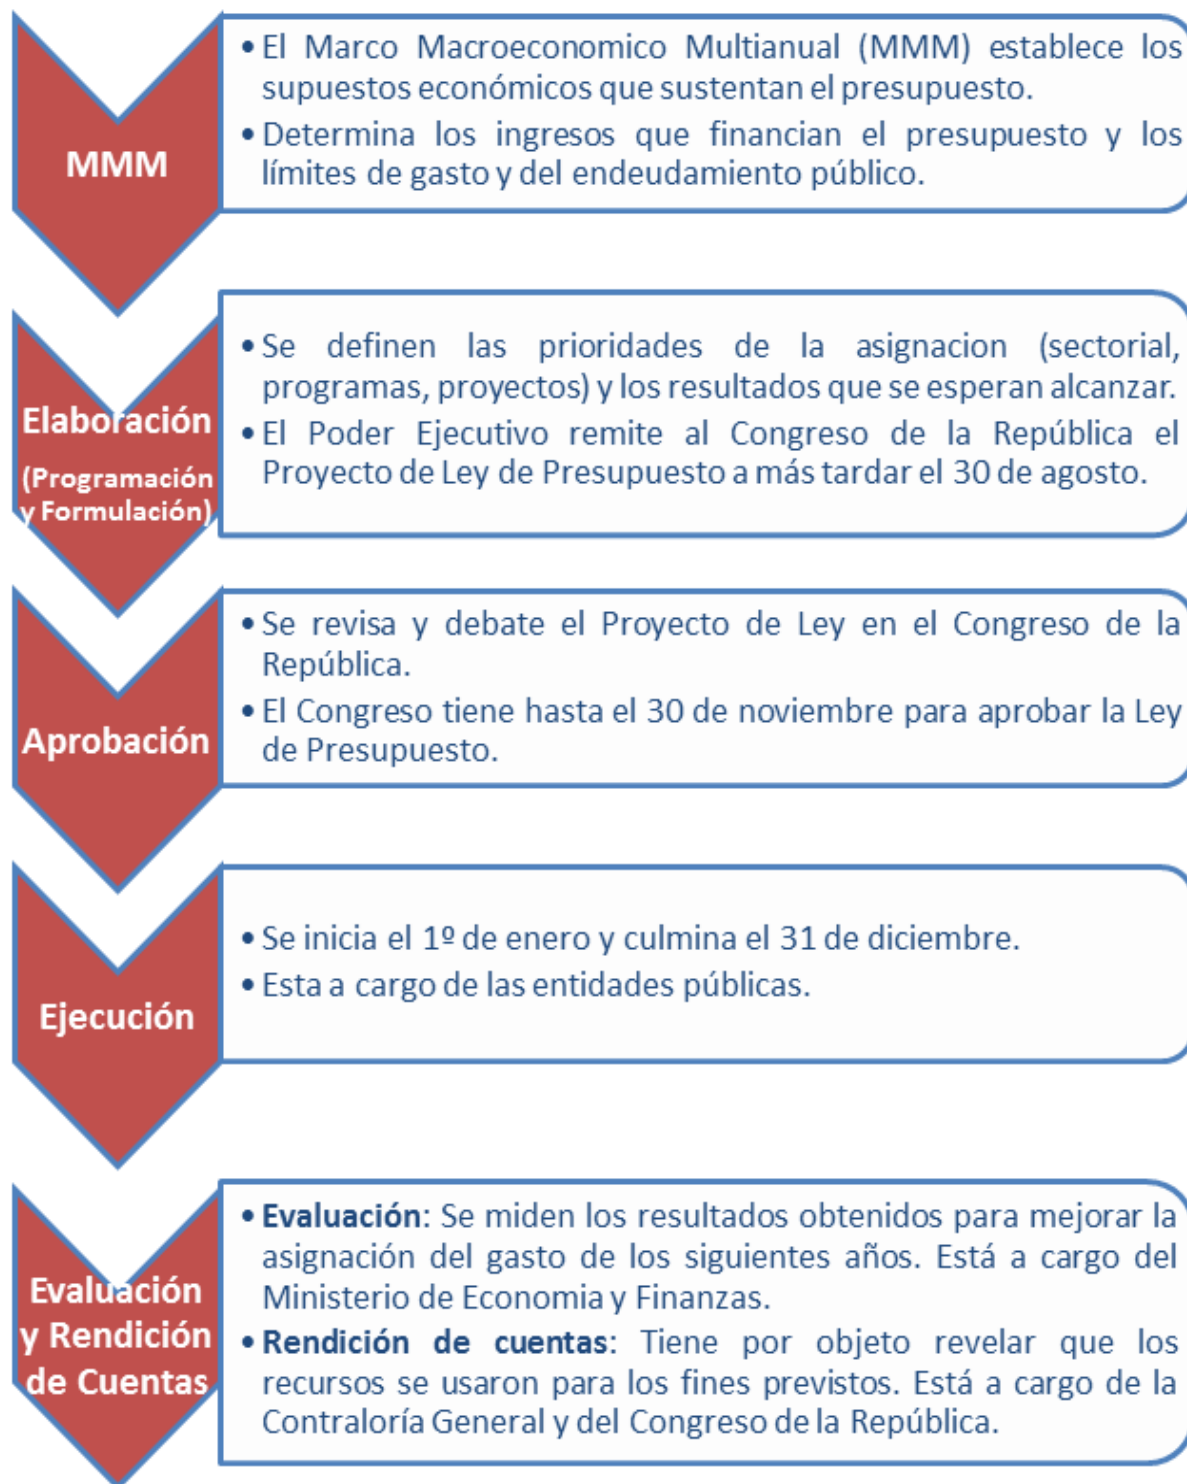 MMM
• El Marco Macroeconomico Multianual (MMM) establece los
supuestos económicos que sustentan el presupuesto.
• Determina los ingresos que financian el presupuesto y los
límites de gasto y del endeudamiento público.
Elaboración
(Programación
y Formulación)
• Se definen las prioridades de la asignacion (sectorial,
programas, proyectos) y los resultados que se esperan alcanzar.
• El Poder Ejecutivo remite al Congreso de la República el
Proyecto de Ley de Presupuesto a más tardar el 30 de agosto.
Aprobación
• Se revisa y debate el Proyecto de Ley en el Congreso de la
República.
• El Congreso tiene hasta el 30 de noviembre para aprobar la Ley
de Presupuesto.
Ejecución
• Se inicia el 1º de enero y culmina el 31 de diciembre.
• Esta a cargo de las entidades públicas.
Evaluación
y Rendición
de Cuentas
• Evaluación: Se miden los resultados obtenidos para mejorar la
asignación del gasto de los siguientes años. Está a cargo del
Ministerio de Economia y Finanzas.
• Rendición de cuentas: Tiene por objeto revelar que los
recursos se usaron para los fines previstos. Está a cargo de la
Contraloría General y del Congreso de la República.